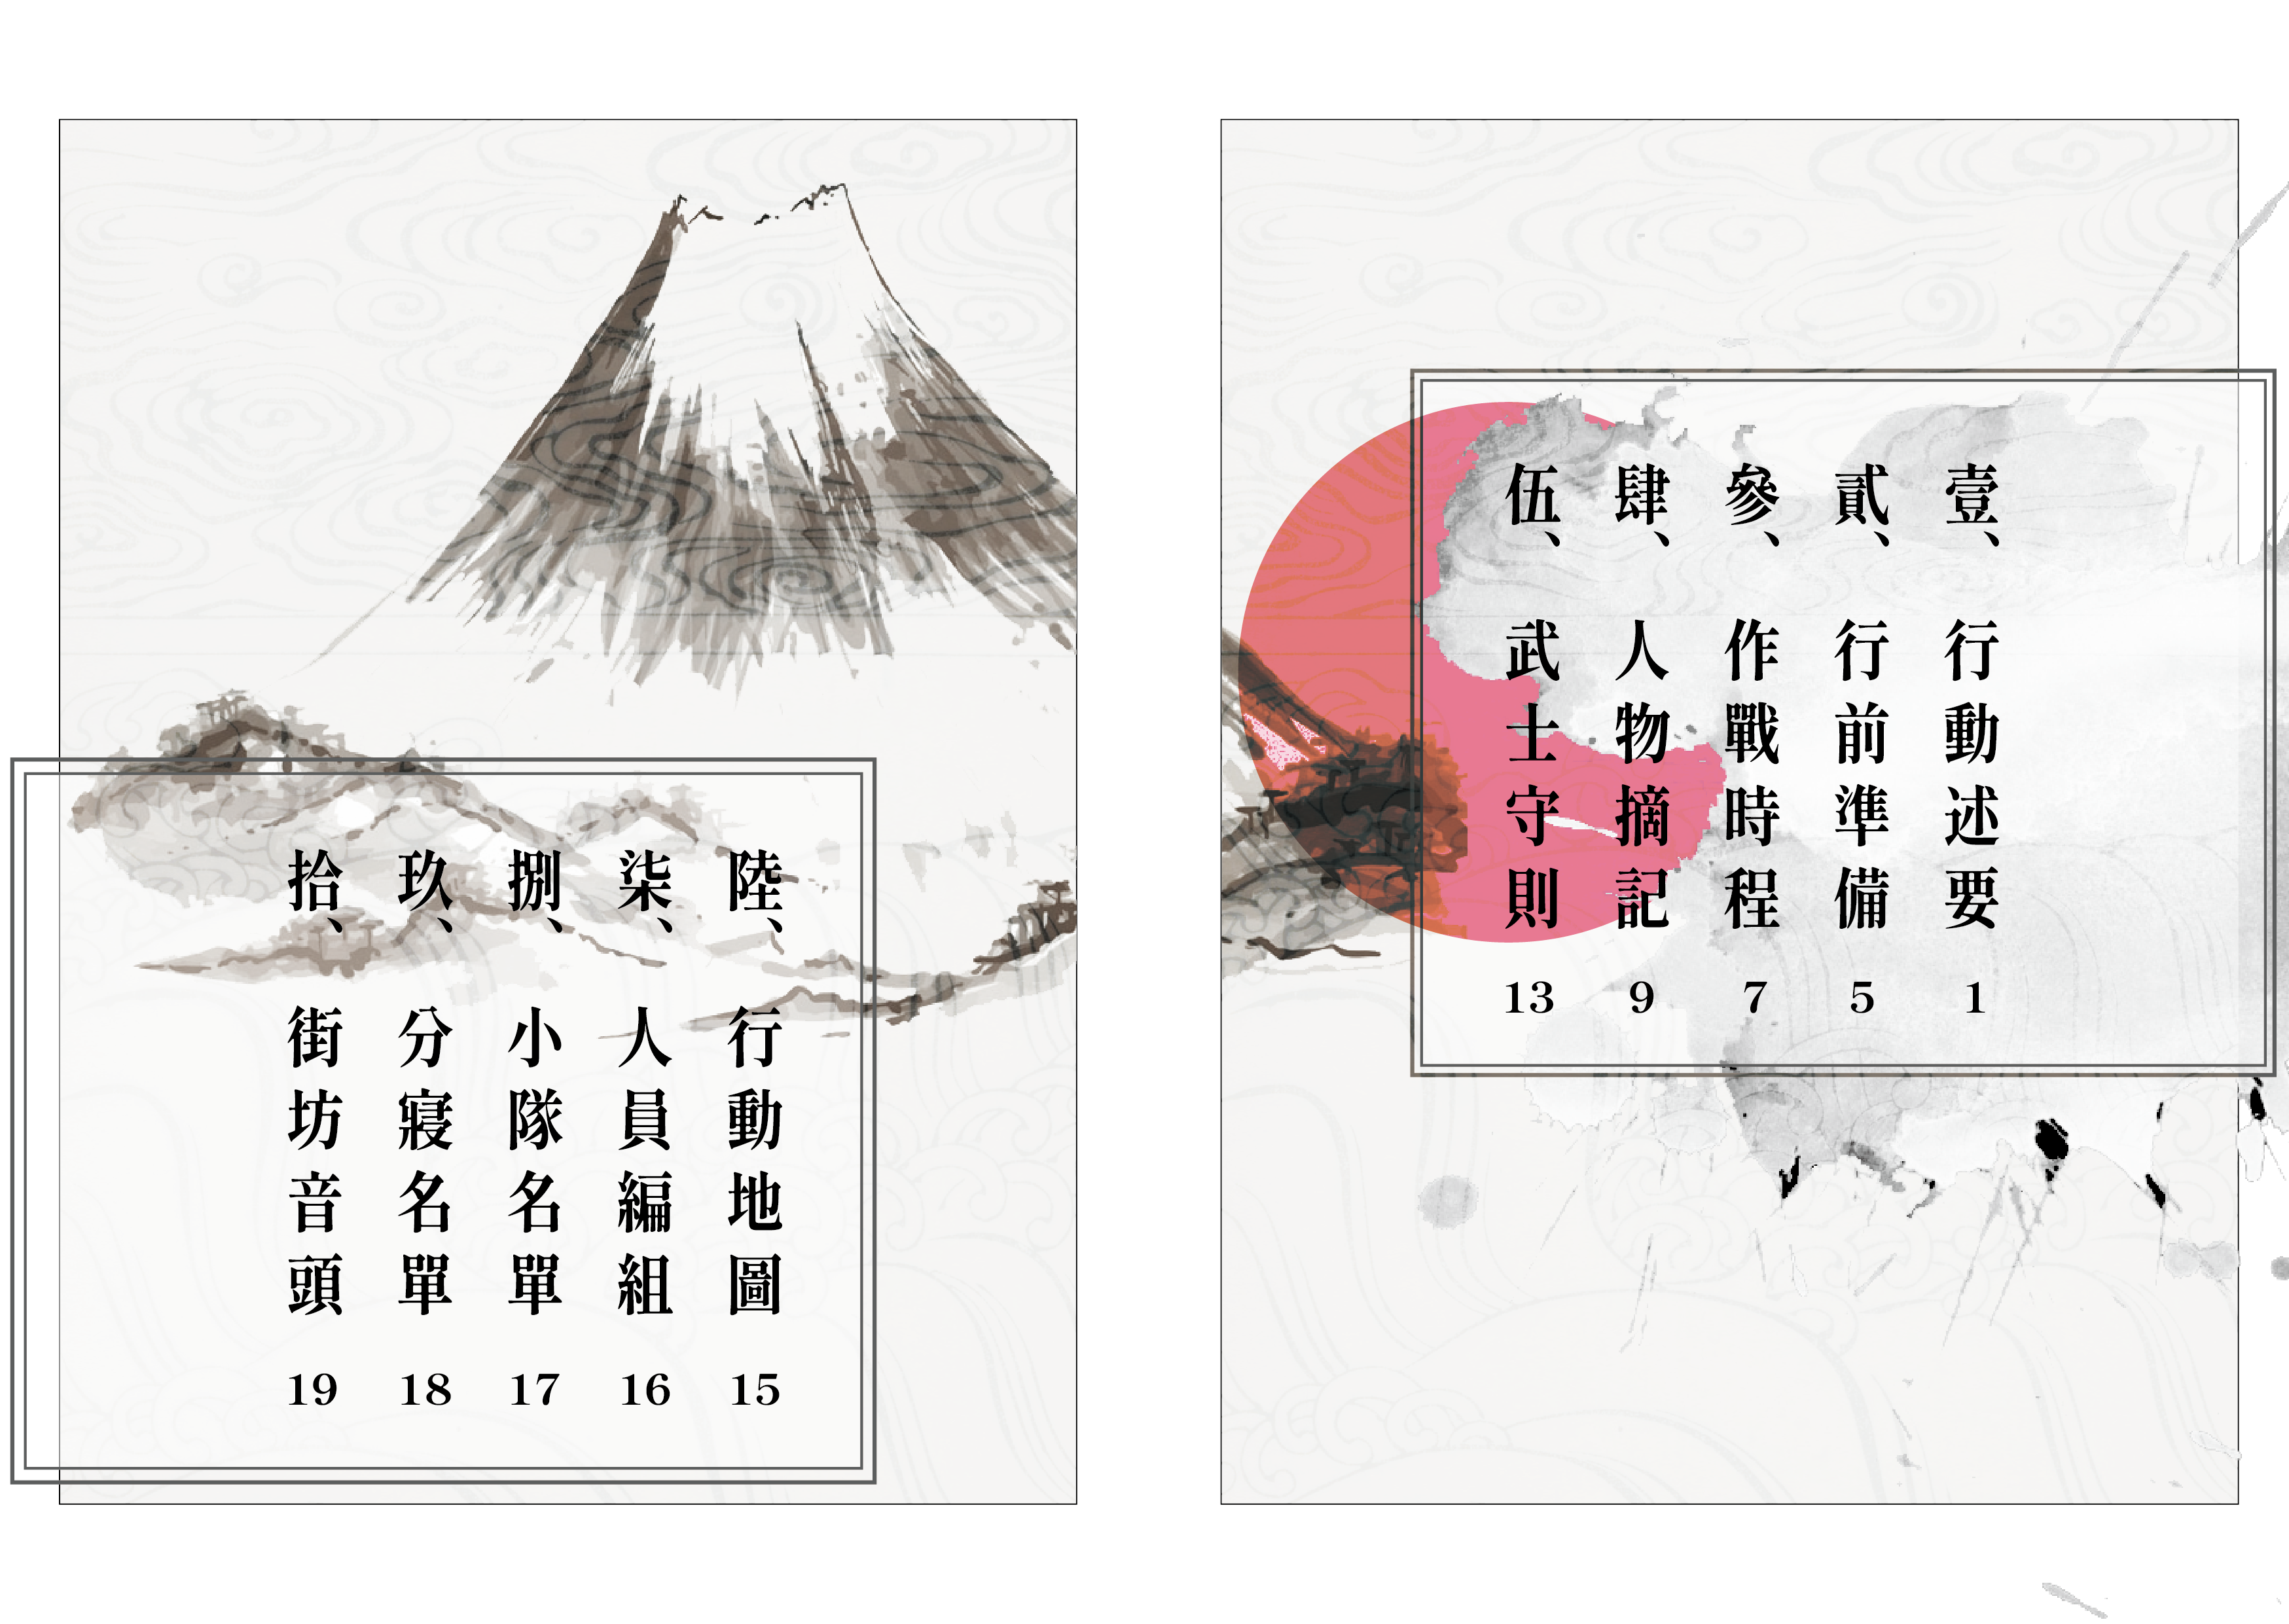 壹、行動述要 1
貳、行前準備 5
參、作戰時程 7
肆、人物摘記 9
伍、武士守則 13
陸、行動地圖 15
柒、人員編組 16
捌、小隊名單 17
玖、分寢名單 18
拾、街坊音頭 19